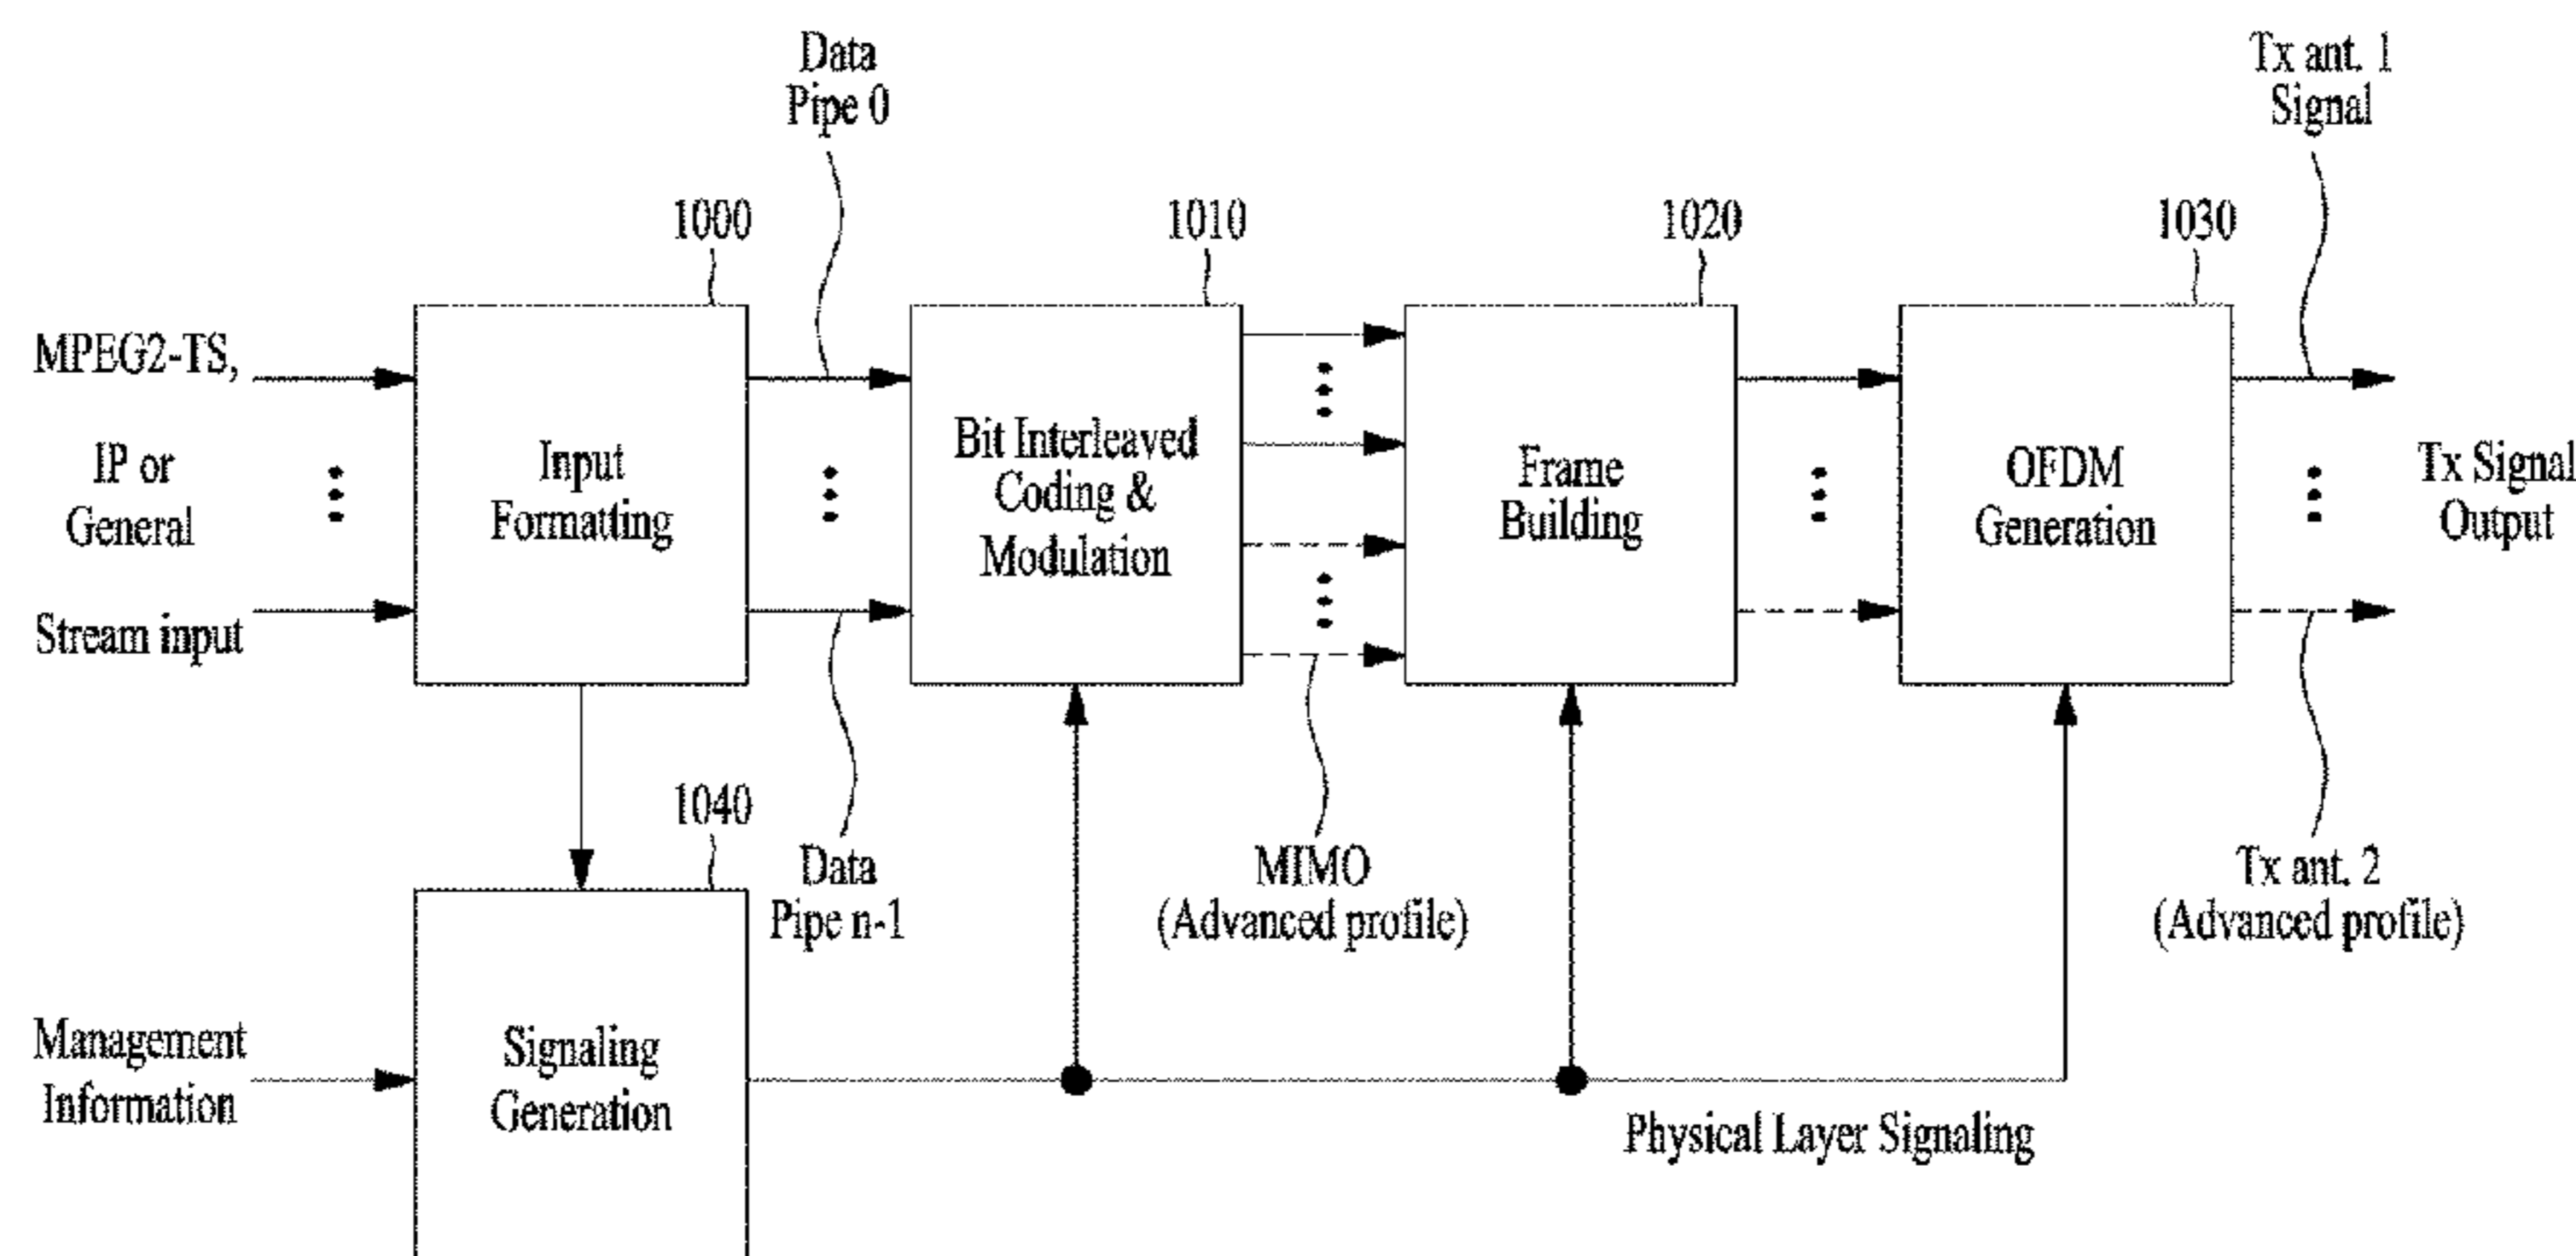 Data
Pipe 0
Tx ant. 1
Signal
1000
1010
1020
1030
MPEG2-TS,
IP or
General
Stream input
Input
Formatting
Bit Interleaved
Coding &
Modulation
Frame
Building
OFDM
Generation
Tx Signal
Output
1040
Data
Pipe n-1
MIMO
(Advanced profile)
Tx ant. 2
(Advanced profile)
Management
Information
Signaling
Generation
Physical Layer Signaling